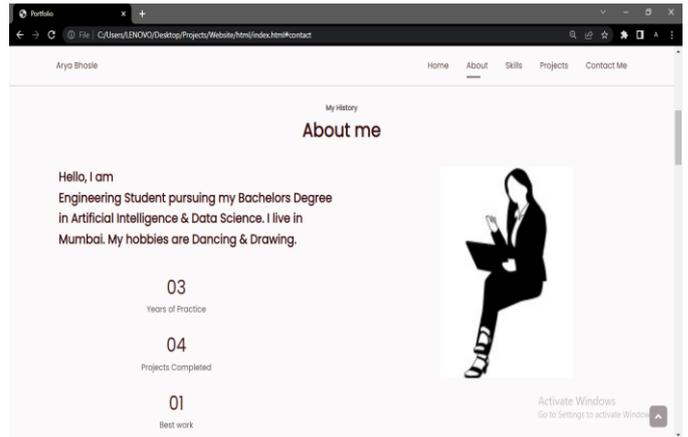 Portfolio
File C:/Users/LENOVO/Desktop/Projects/Website/html/index.html#contact
Arya Bhosle Home About Skills Projects Contact Me
My History
About me
Hello, I am
Engineering Student pursuing my Bachelors Degree
in Artificial Intelligence & Data Science. I live in
Mumbai. My hobbies are Dancing & Drawing.
03
Years of Practice
04
Projects Completed
01
Best work
Activate Windows
Go to Settings to activate Window